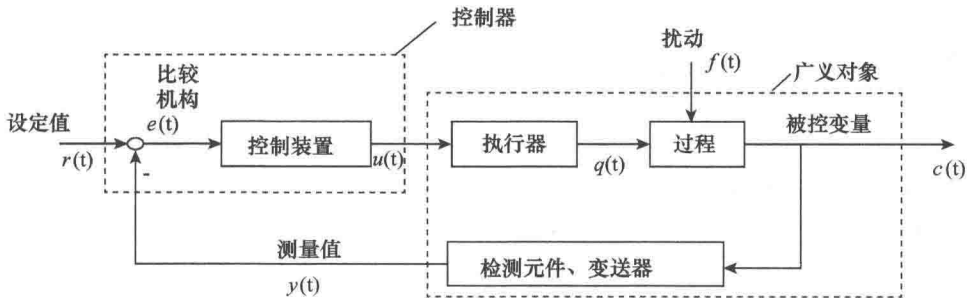 控制器
扰动
f(t)
广义对象
比较
机构
设定值
r(t)
e(t)
控制装置
u(t)
执行器
q(t)
过程
被控变量
c(t)
-
测量值
y(t)
检测元件、变送器